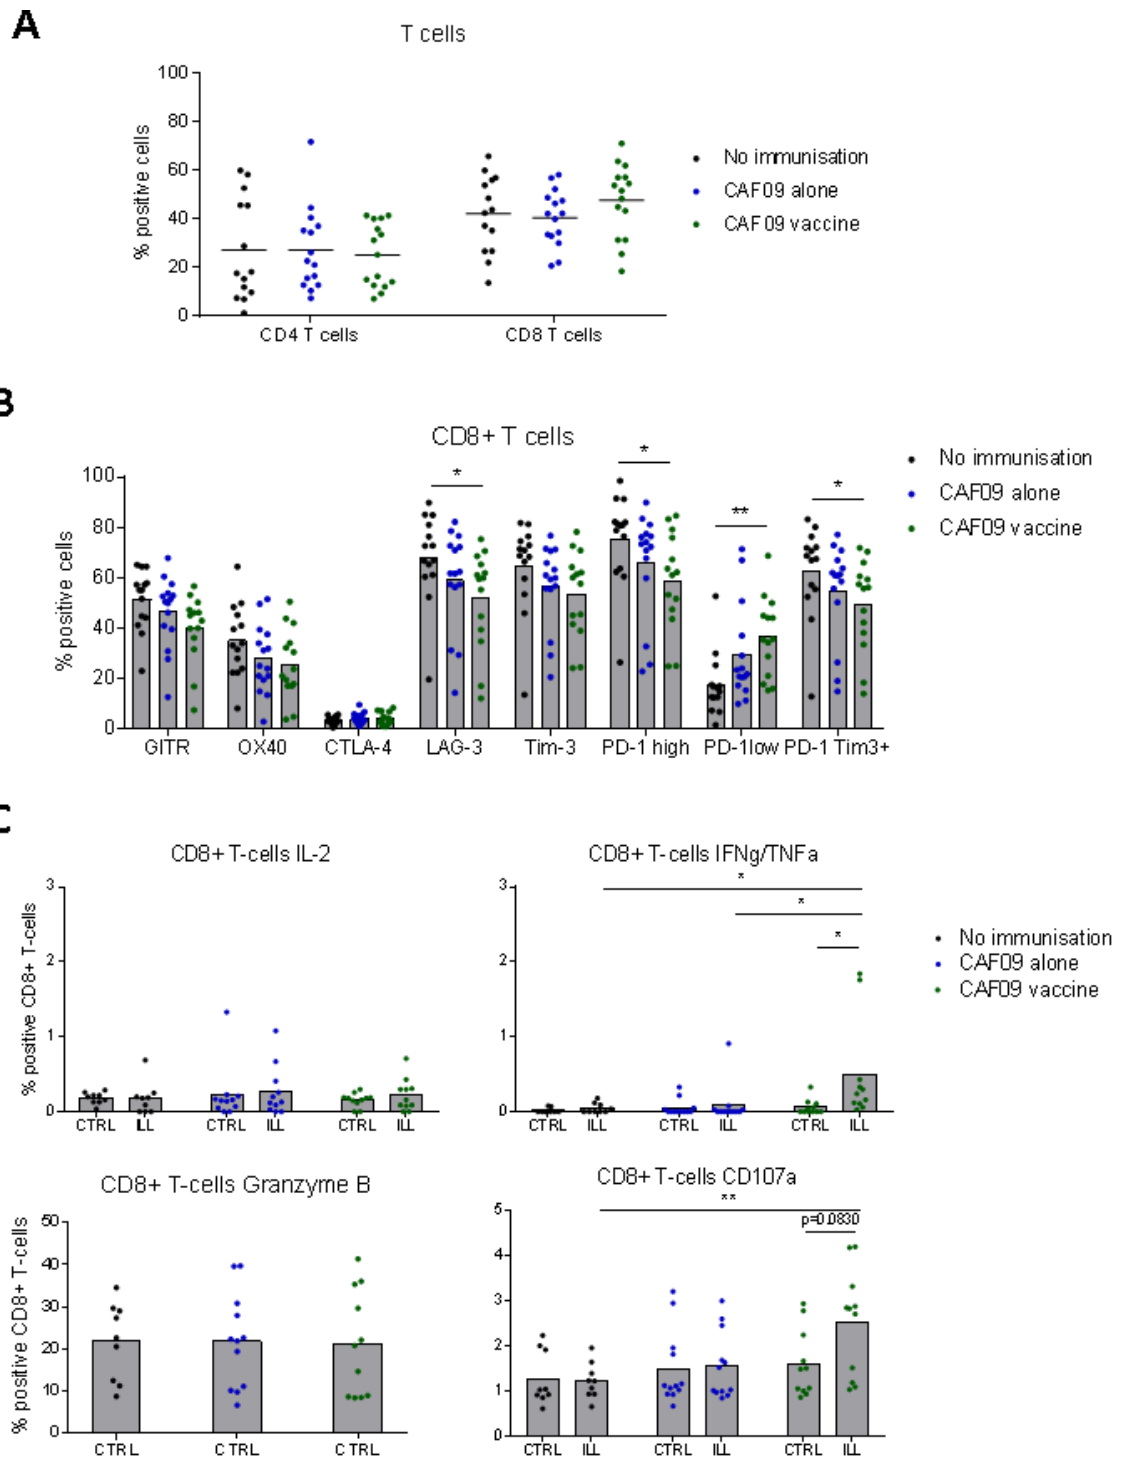 A
T cells
% positive cells
100
80
60
40
20
0
CD4 T cells
CD8 T cells
No immunisation
CAF09 alone
CAF09 vaccine
B
CD8+ T cells
% positive cells
100
80
60
40
20
0
*
*
**
*
GITR
OX40
CTLA-4
LAG-3
Tim-3
PD-1 high
PD-1low
PD-1 Tim3+
No immunisation
CAF09 alone
CAF09 vaccine
C
CD8+ T-cells IL-2
% positive CD8+ T-cells
3
2
1
0
CTRL ILL CTRL ILL CTRL ILL
CD8+ T-cells IFNg/TNFa
3
2
1
0
*
*
*
CTRL ILL CTRL ILL CTRL ILL
No immunisation
CAF09 alone
CAF09 vaccine
CD8+ T-cells Granzyme B
% positive CD8+ T-cells
50
40
30
20
10
0
CTRL CTRL CTRL
CD8+ T-cells CD107a
5
4
3
2
1
0
**
p=0.0830
CTRL ILL CTRL ILL CTRL ILL